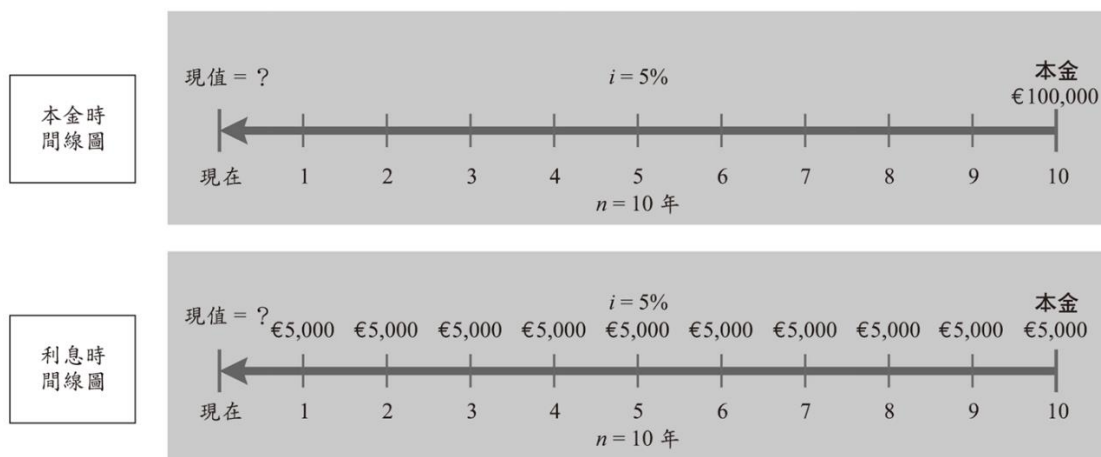 本金時
間線圖
現值 = ?
i = 5%
本金
€100,000
現在 1 2 3 4 5 6 7 8 9 10
n = 10 年
利息時
間線圖
現值 = ?
i = 5%
本金
€5,000 €5,000 €5,000 €5,000 €5,000 €5,000 €5,000 €5,000 €5,000 €5,000
現在 1 2 3 4 5 6 7 8 9 10
n = 10 年